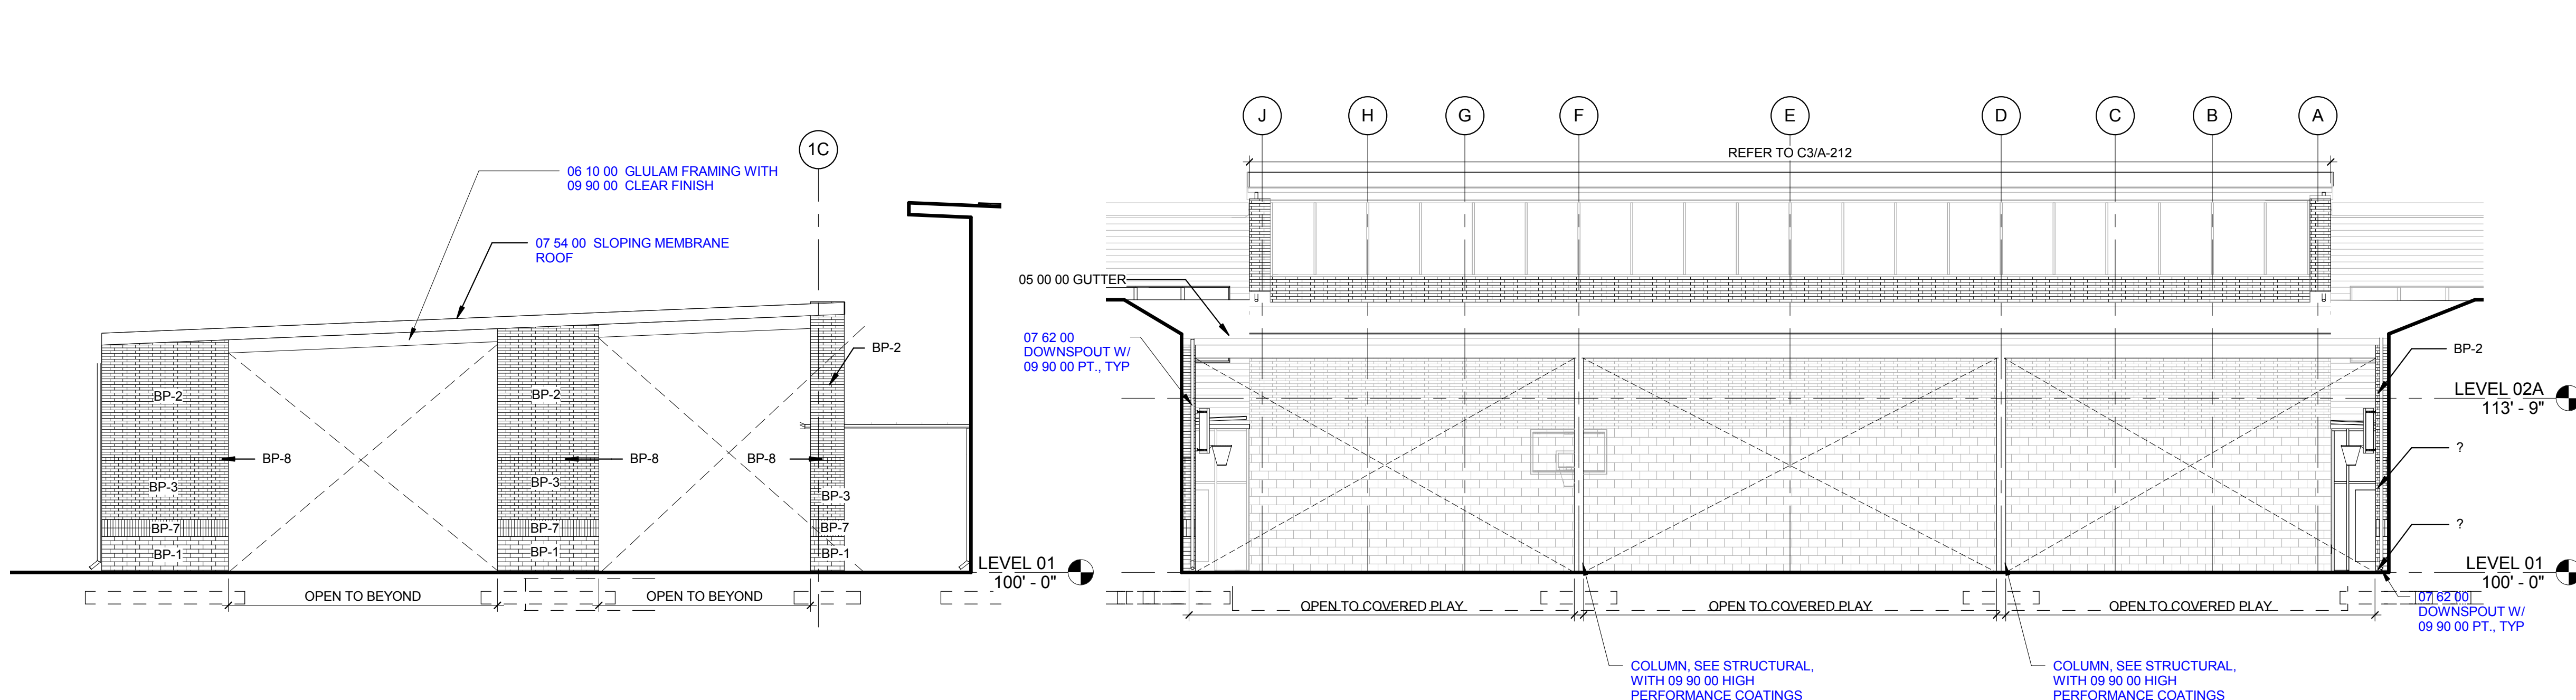 1C
06 10 00 GLULAM FRAMING WITH
09 90 00 CLEAR FINISH
07 54 00 SLOPING MEMBRANE
ROOF
BP-2
BP-2
BP-2
BP-8
BP-8
BP-8
BP-3
BP-3
BP-3
BP-7
BP-7
BP-7
BP-1
BP-1
BP-1
LEVEL 01
100' - 0"
OPEN TO BEYOND
OPEN TO BEYOND
J
H
G
F
E
D
C
B
A
REFER TO C3/A-212
05 00 00 GUTTER
07 62 00
DOWNSPOUT W/
09 90 00 PT., TYP
BP-2
LEVEL 02A
113' - 9"
?
?
LEVEL 01
100' - 0"
OPEN TO COVERED PLAY
OPEN TO COVERED PLAY
OPEN TO COVERED PLAY
07 62 00
DOWNSPOUT W/
09 90 00 PT., TYP
COLUMN, SEE STRUCTURAL,
WITH 09 90 00 HIGH
PERFORMANCE COATINGS
COLUMN, SEE STRUCTURAL,
WITH 09 90 00 HIGH
PERFORMANCE COATINGS